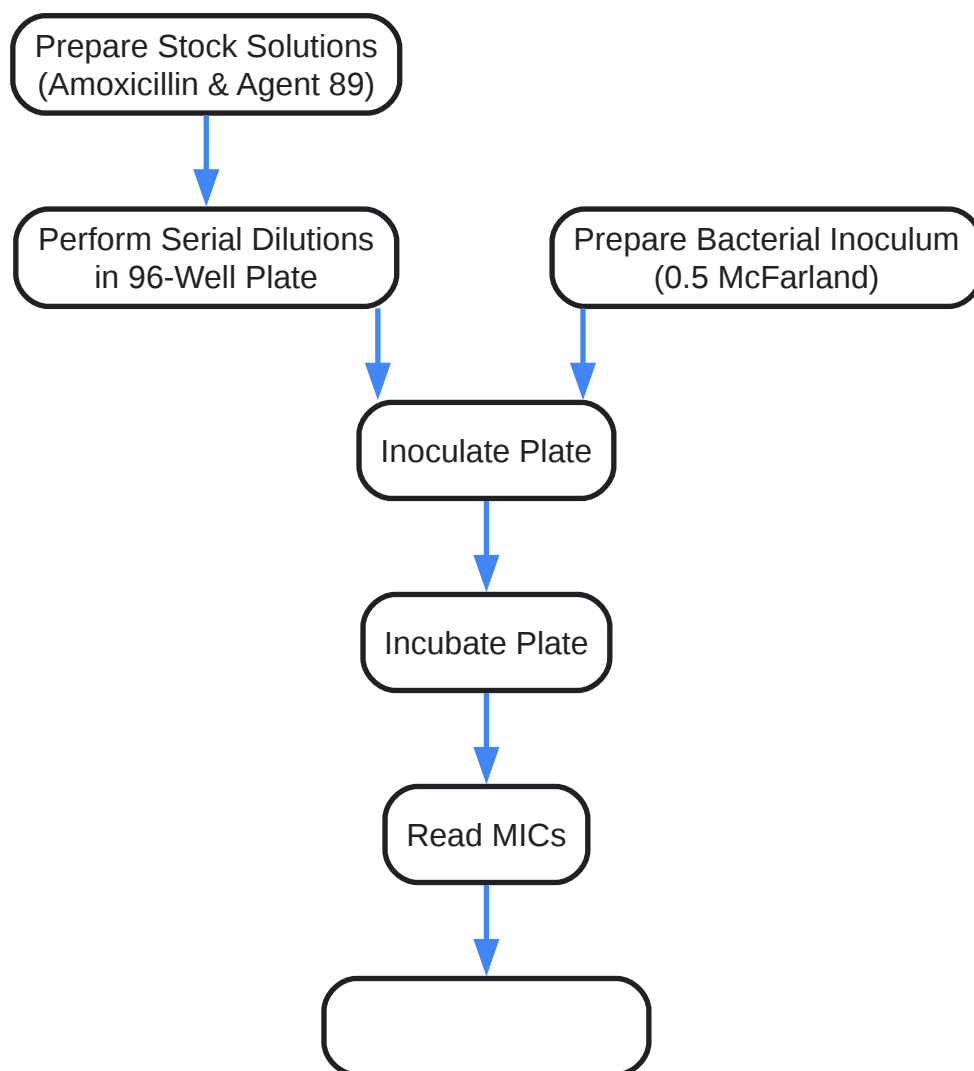 Prepare Stock Solutions
(Amoxicillin & Agent 89)
Perform Serial Dilutions
in 96-Well Plate
Prepare Bacterial Inoculum
(0.5 McFarland)
Inoculate Plate
Incubate Plate
Read MICs